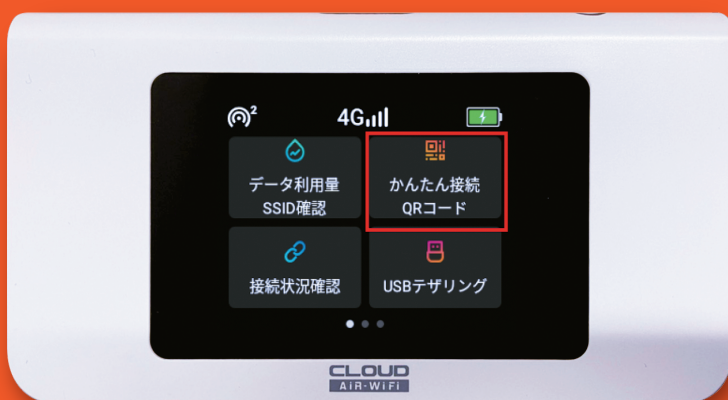 2
4G
データ利用量
SSID確認
かんたん接続
QRコード
接続状況確認
USBテザリング
CLOUD
AIR-WiFi